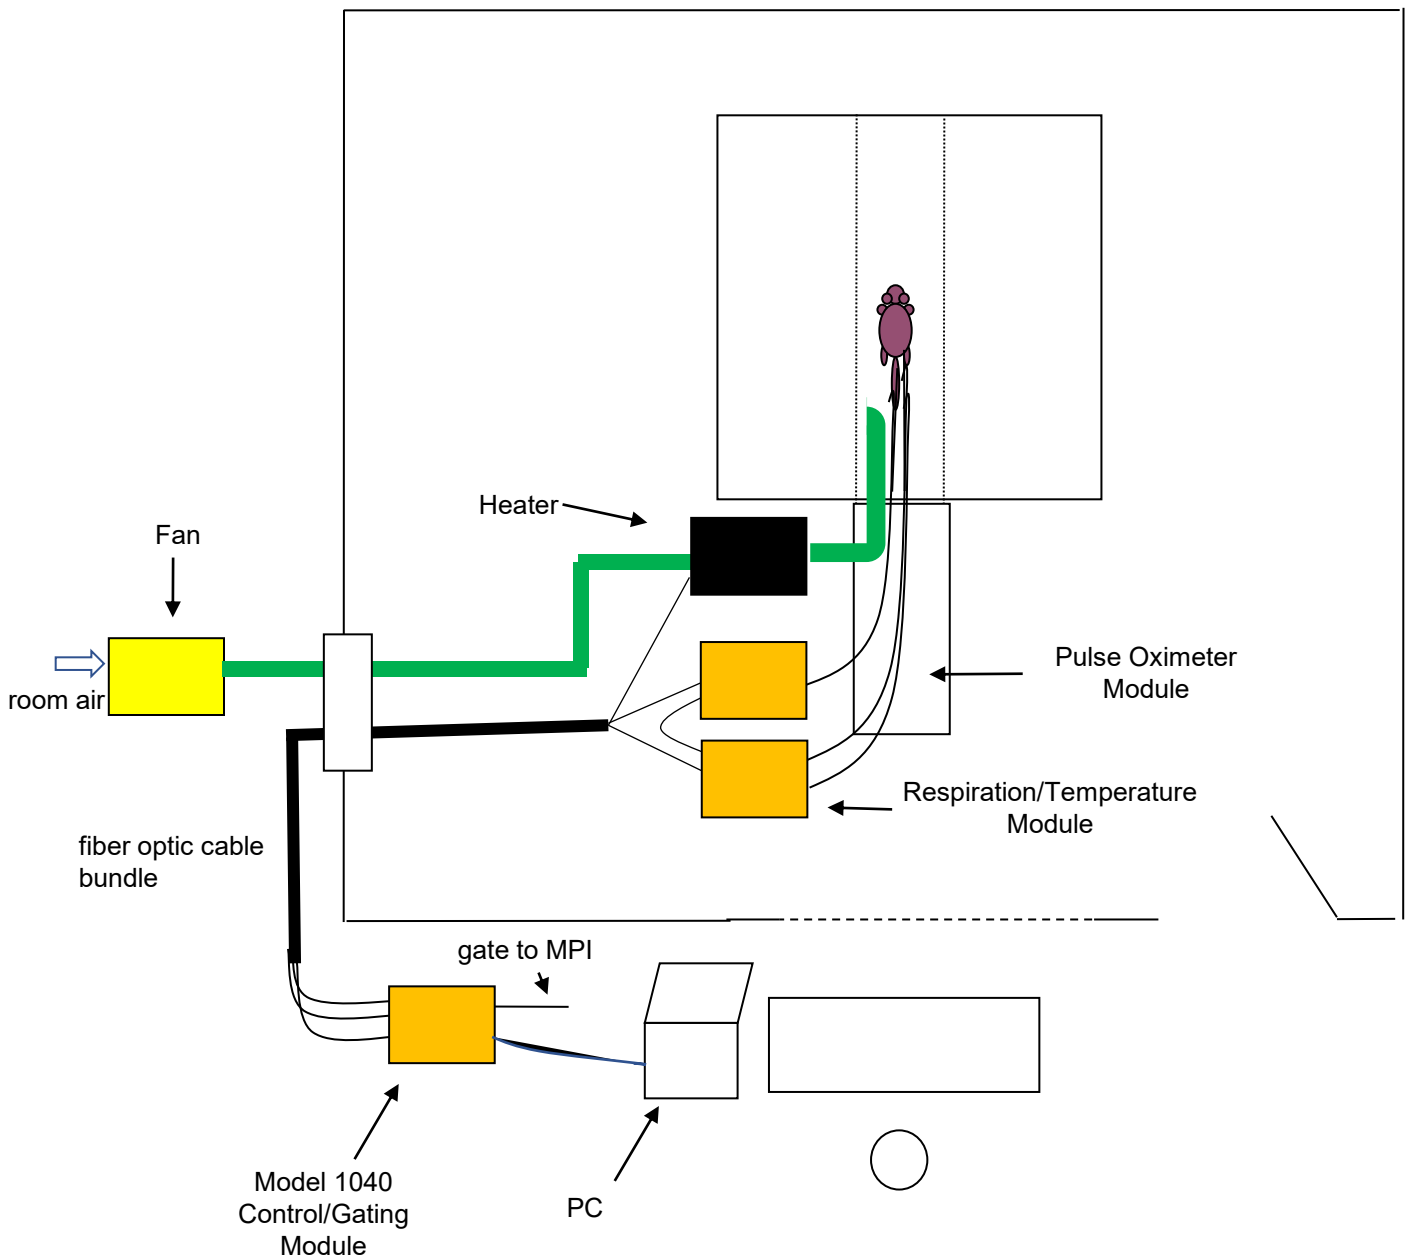 Heater
Fan
room air
Pulse Oximeter
Module
Respiration/Temperature
Module
fiber optic cable
bundle
gate to MPI
Model 1040
Control/Gating
Module
PC